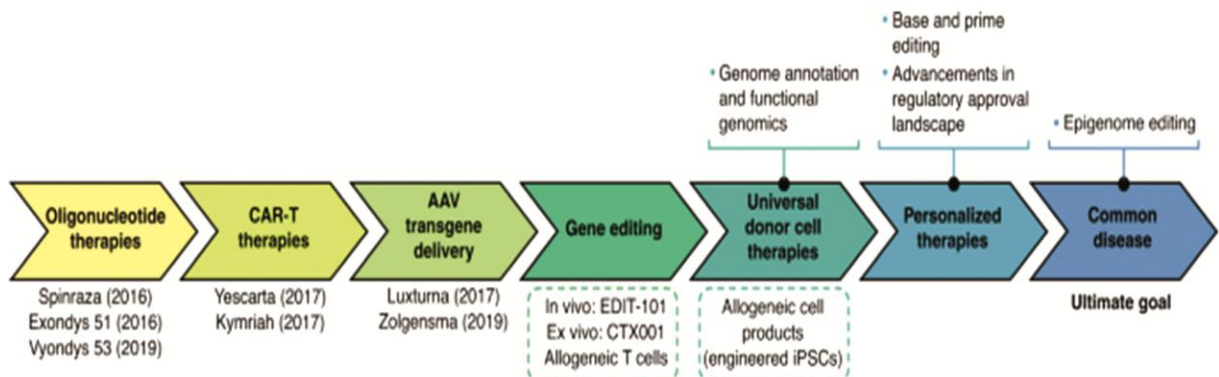 • Base and prime
editing
• Advancements in
regulatory approval
landscape
• Genome annotation
and functional
genomics
• Epigenome editing
Oligonucleotide
therapies
CAR-T
therapies
AAV
transgene
delivery
Gene editing
Universal
donor cell
therapies
Personalized
therapies
Common
disease
Spinraza (2016)
Exondys 51 (2016)
Vyondys 53 (2019)
Yescarta (2017)
Kymriah (2017)
Luxturna (2017)
Zolgensma (2019)
In vivo: EDIT-101
Ex vivo: CTX001
Allogeneic T cells
Allogeneic cell
products
(engineered iPSCs)
Ultimate goal